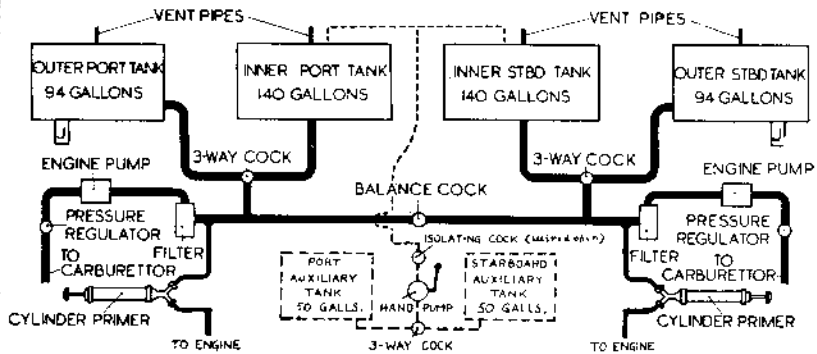 VENT PIPES
VENT PIPES
OUTER PORT TANK
94 GALLONS
INNER PORT TANK
140 GALLONS
INNER STBD TANK
140 GALLONS
OUTER STBD TANK
94 GALLONS
3-WAY COCK
3-WAY COCK
ENGINE PUMP
ENGINE PUMP
BALANCE COCK
PRESSURE
REGULATOR
FILTER
PRESSURE
REGULATOR
FILTER
TO
CARBURETTOR
TO
CARBURETTOR
ISOLATING COCK
PORT
AUXILIARY
TANK
50 GALLS.
HAND PUMP
STARBOARD
AUXILIARY
TANK
50 GALLS.
CYLINDER PRIMER
CYLINDER PRIMER
TO ENGINE
3-WAY COCK
TO ENGINE